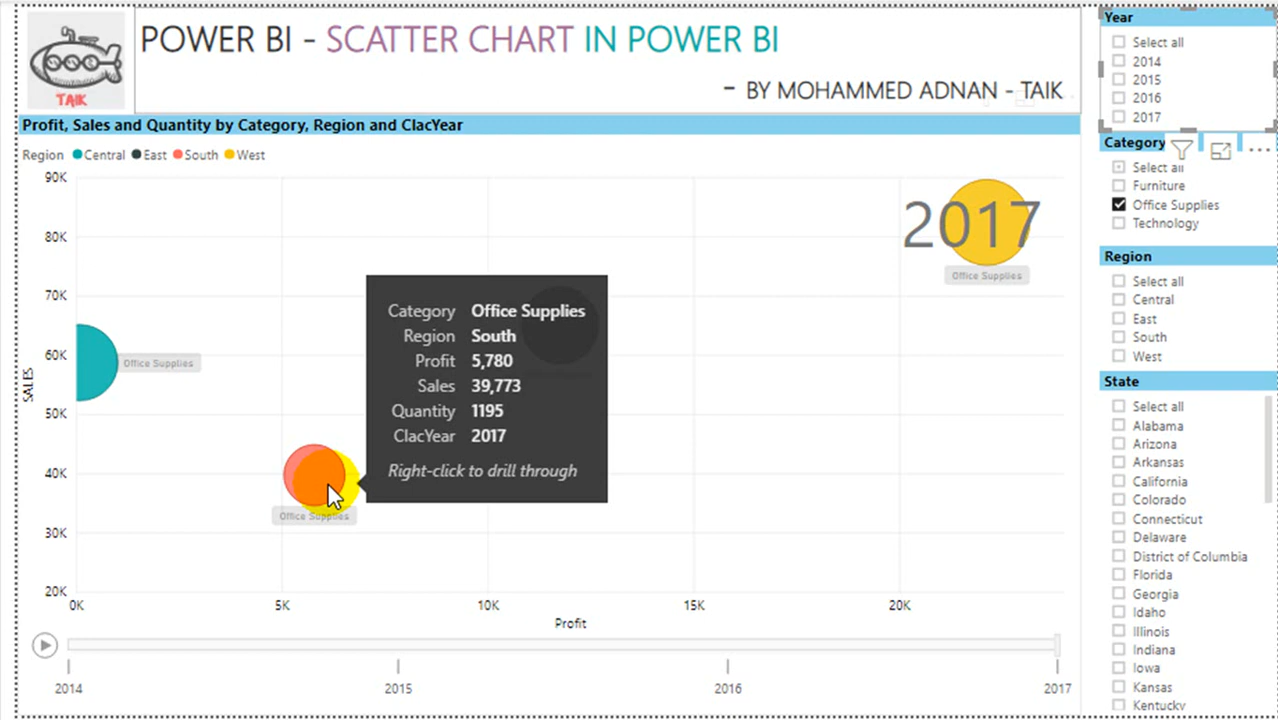 POWER BI - SCATTER CHART IN POWER BI
TAIK
- BY MOHAMMED ADNAN - TAIK
Profit, Sales and Quantity by Category, Region and ClacYear
Region Central East South West
90K
80K
70K
60K
50K
40K
30K
20K
SALES
2017
Office Supplies
Office Supplies
Office Supplies
Category Office Supplies
Region South
Profit 5,780
Sales 39,773
Quantity 1195
ClacYear 2017
Right-click to drill through
0K 5K 10K 15K 20K
Profit
2014 2015 2016 2017
Year
Select all
2014
2015
2016
2017
Category
Select all
Furniture
Office Supplies
Technology
Region
Select all
Central
East
South
West
State
Select all
Alabama
Arizona
Arkansas
California
Colorado
Connecticut
Delaware
District of Columbia
Florida
Georgia
Idaho
Illinois
Indiana
Iowa
Kansas
Kentucky